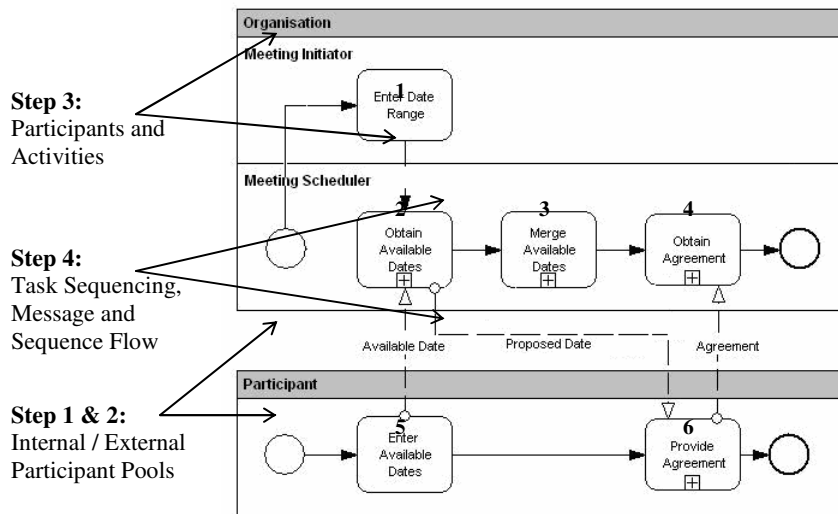 Organisation
Meeting Initiator
1
Enter Date
Range
Step 3:
Participants and
Activities
Meeting Scheduler
2
Obtain
Available
Dates
3
Merge
Available
Dates
4
Obtain
Agreement
Step 4:
Task Sequencing,
Message and
Sequence Flow
Available Date
Proposed Date
Agreement
Participant
Step 1 & 2:
Internal / External
Participant Pools
5
Enter
Available
Dates
6
Provide
Agreement